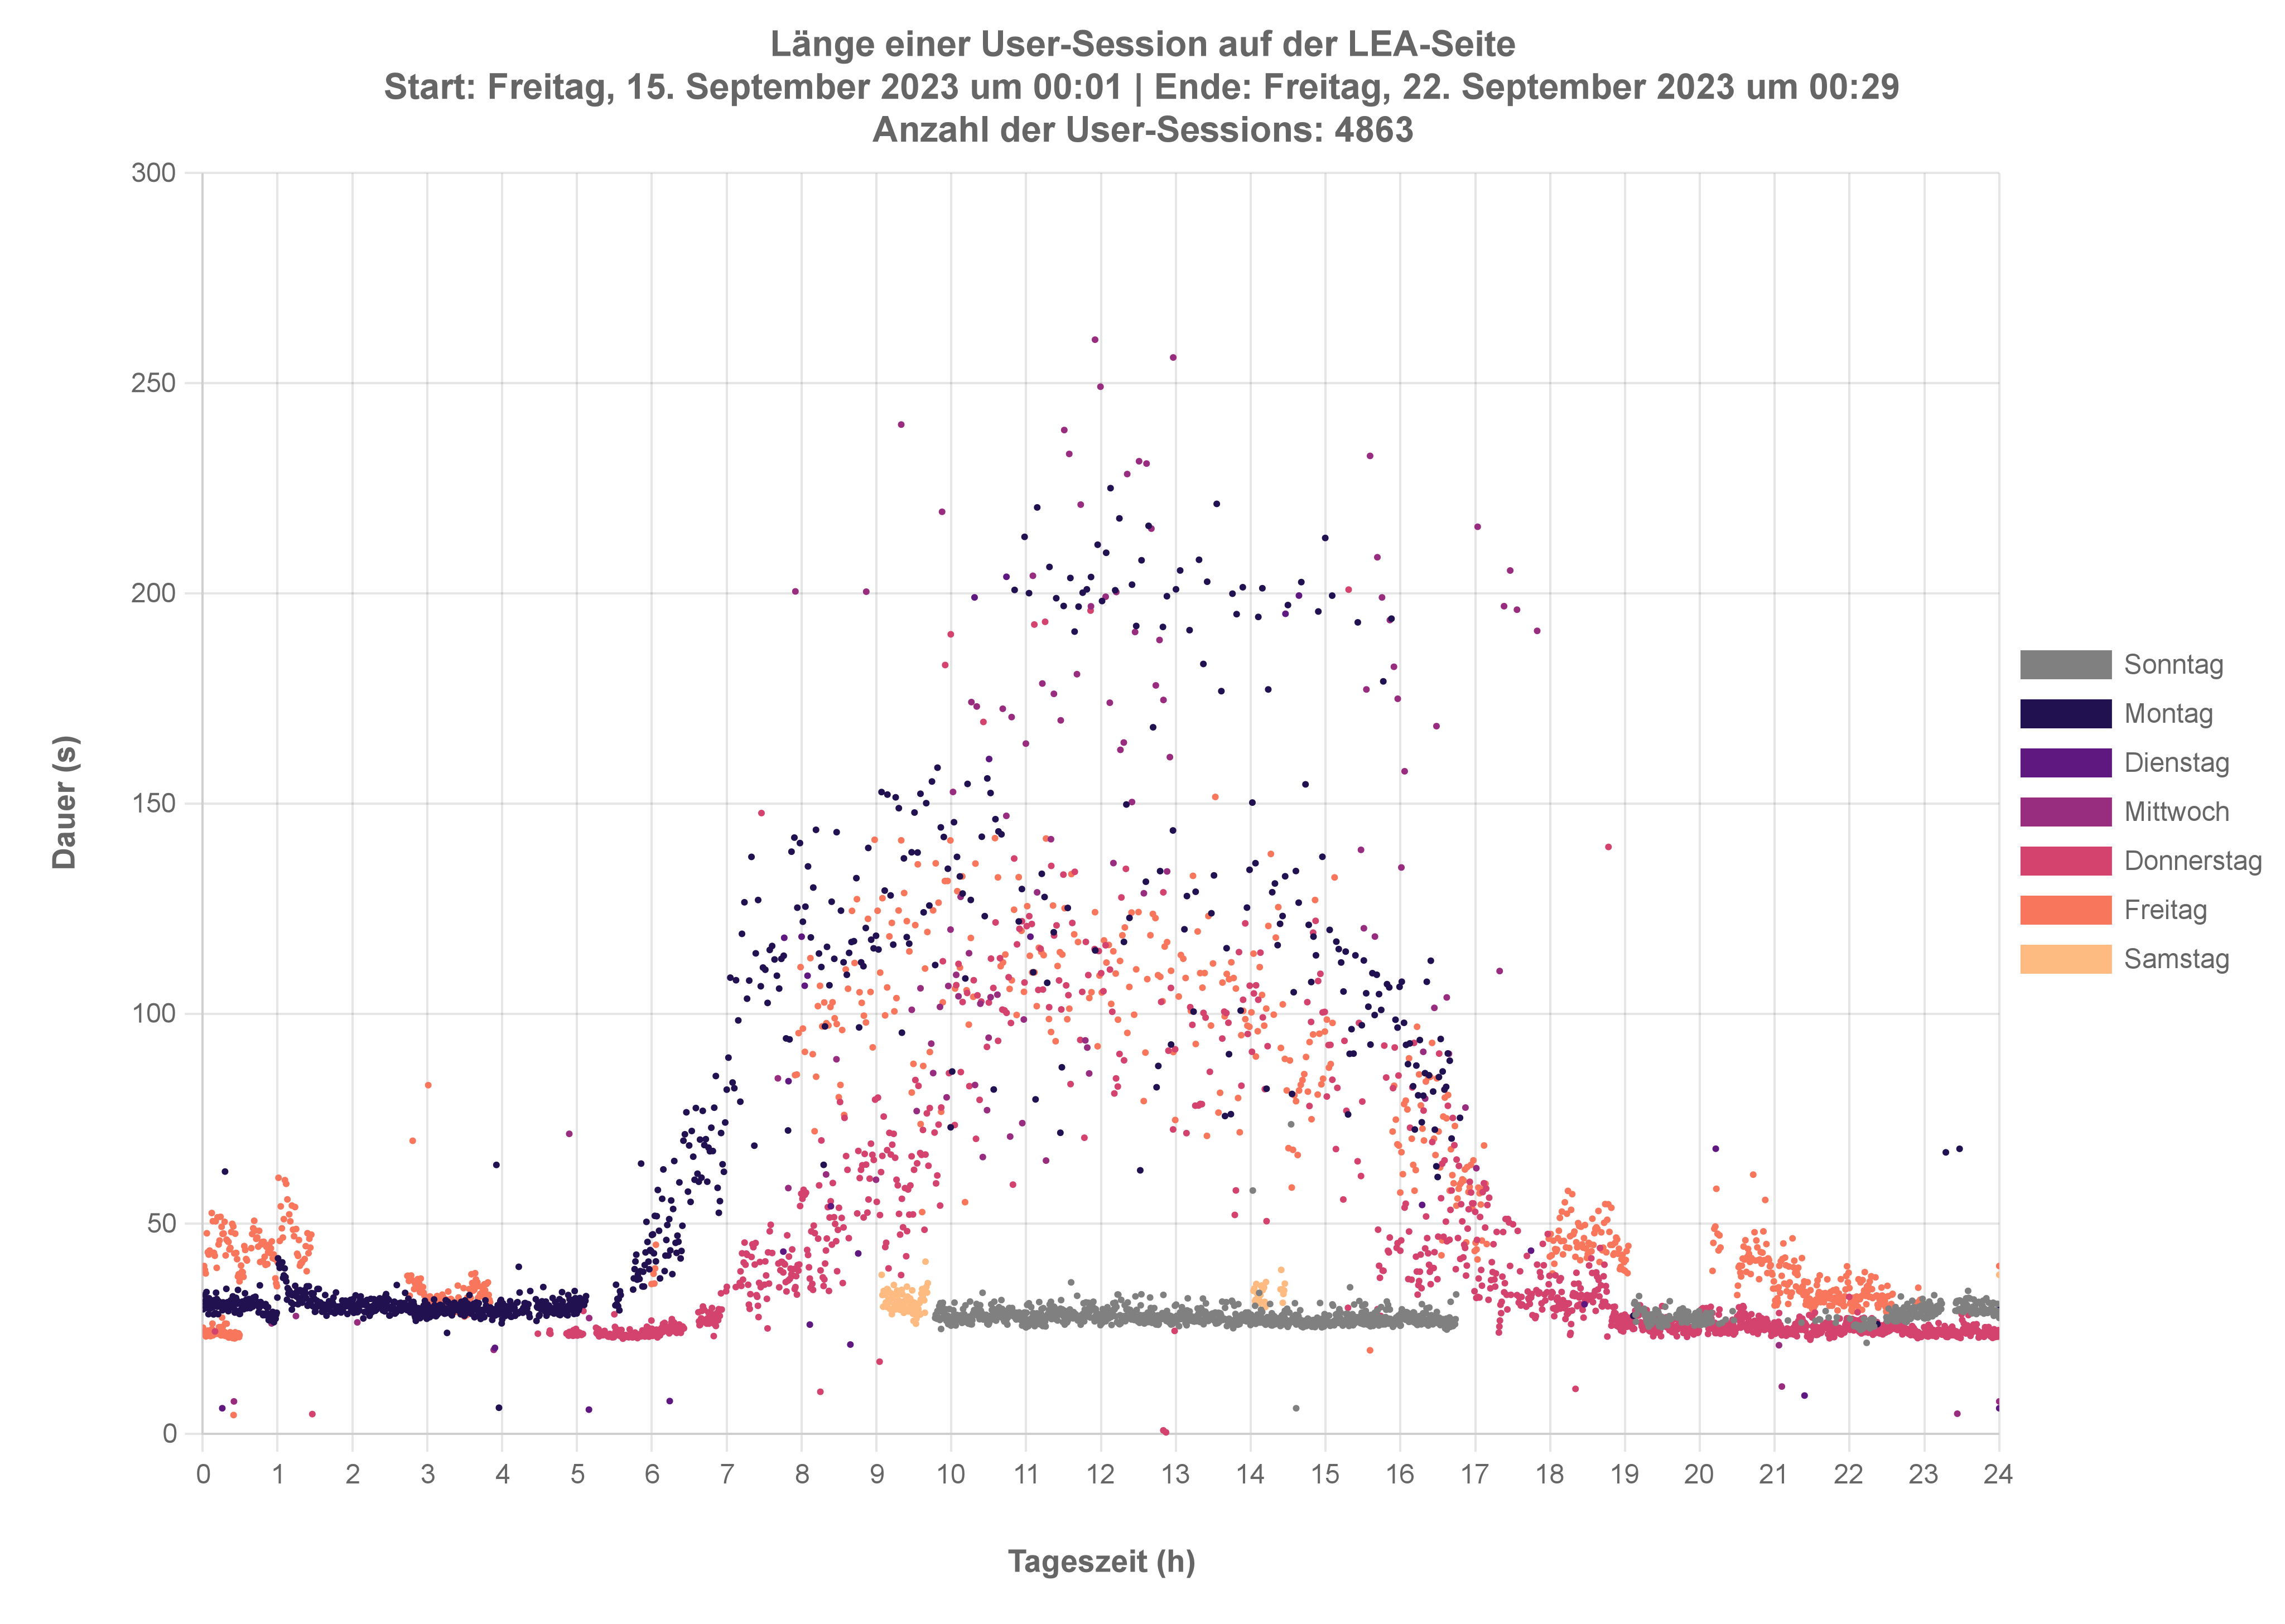 Länge einer User-Session auf der LEA-Seite
Start: Freitag, 15. September 2023 um 00:01 | Ende: Freitag, 22. September 2023 um 00:29
Anzahl der User-Sessions: 4863
300
250
200
150
100
50
0
Dauer (s)
0 1 2 3 4 5 6 7 8 9 10 11 12 13 14 15 16 17 18 19 20 21 22 23 24
Tageszeit (h)
Sonntag
Montag
Dienstag
Mittwoch
Donnerstag
Freitag
Samstag